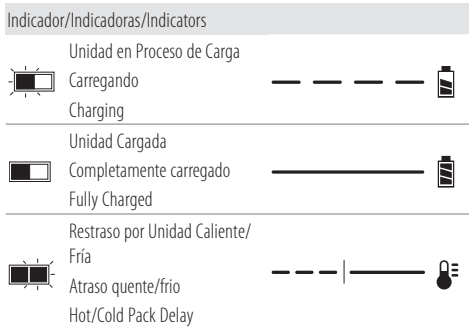 Indicador/Indicadoras/Indicators
Unidad en Proceso de Carga
Carregando
Charging
Unidad Cargada
Completamente carregado
Fully Charged
Restraso por Unidad Caliente/
Fría
Atraso quente/frio
Hot/Cold Pack Delay